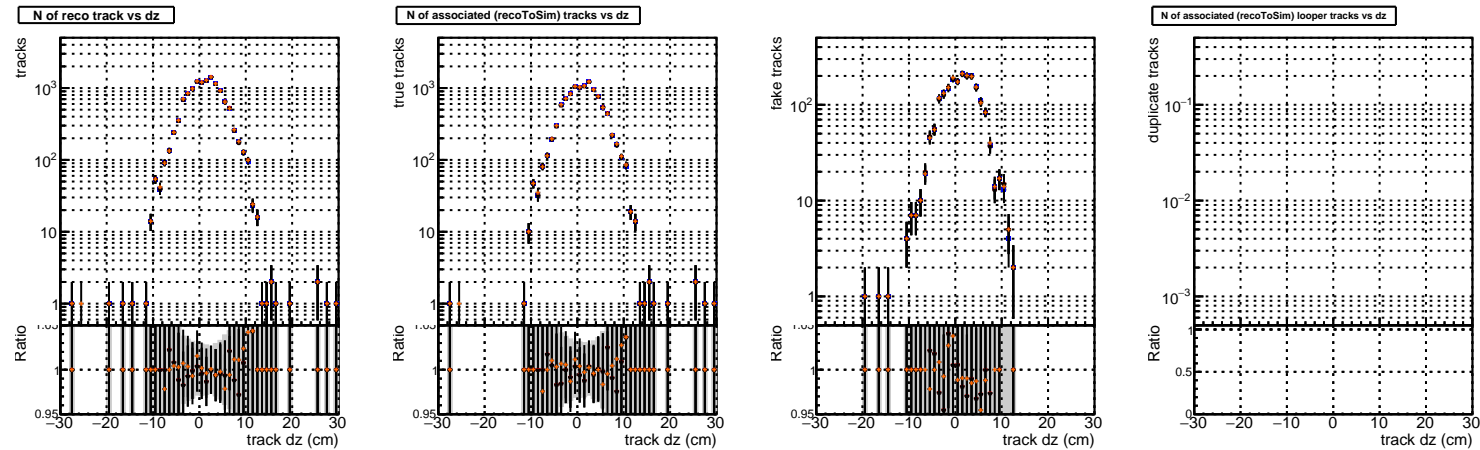 N of reco track vs dz
tracks
10³
10²
10
1
Ratio
1
0.95
−30 −20 −10 0 10 20 30
track dz (cm)
N of associated (recoToSim) tracks vs dz
true tracks
10³
10²
10
1
Ratio
1
0.95
−30 −20 −10 0 10 20 30
track dz (cm)
fake tracks
10²
10
1
Ratio
1
0.95
−30 −20 −10 0 10 20 30
track dz (cm)
N of associated (recoToSim) looper tracks vs dz
duplicate tracks
10⁻¹
10⁻²
10⁻³
Ratio
1
0.5
0
−30 −20 −10 0 10 20 30
track dz (cm)